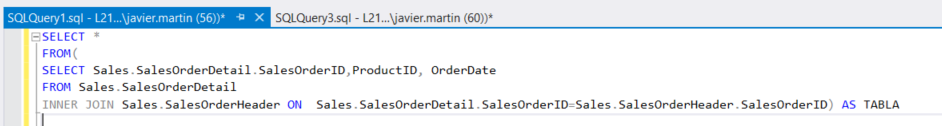 SQLQuery1.sql - L21...\javier.martin (56))* SQLQuery3.sql - L21...\javier.martin (60))*
SELECT *
FROM(
SELECT Sales.SalesOrderDetail.SalesOrderID,ProductID, OrderDate
FROM Sales.SalesOrderDetail
INNER JOIN Sales.SalesOrderHeader ON  Sales.SalesOrderDetail.SalesOrderID=Sales.SalesOrderHeader.SalesOrderID) AS TABLA